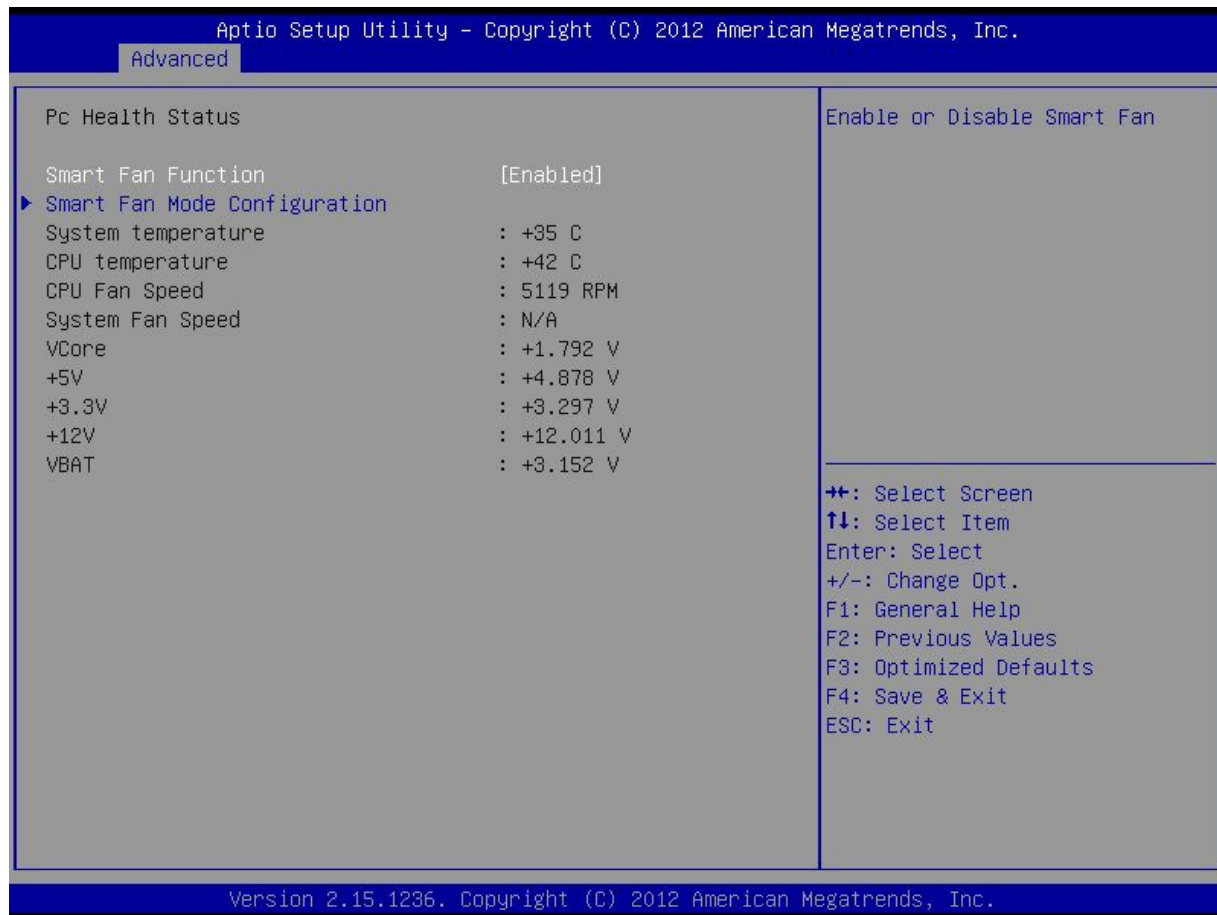 Aptio Setup Utility – Copyright (C) 2012 American Megatrends, Inc.
Advanced
Pc Health Status
Smart Fan Function [Enabled]
Smart Fan Mode Configuration
System temperature : +35 C
CPU temperature : +42 C
CPU Fan Speed : 5119 RPM
System Fan Speed : N/A
VCore : +1.792 V
+5V : +4.878 V
+3.3V : +3.297 V
+12V : +12.011 V
VBAT : +3.152 V
Enable or Disable Smart Fan
→←: Select Screen
↑↓: Select Item
Enter: Select
+/-: Change Opt.
F1: General Help
F2: Previous Values
F3: Optimized Defaults
F4: Save & Exit
ESC: Exit
Version 2.15.1236. Copyright (C) 2012 American Megatrends, Inc.